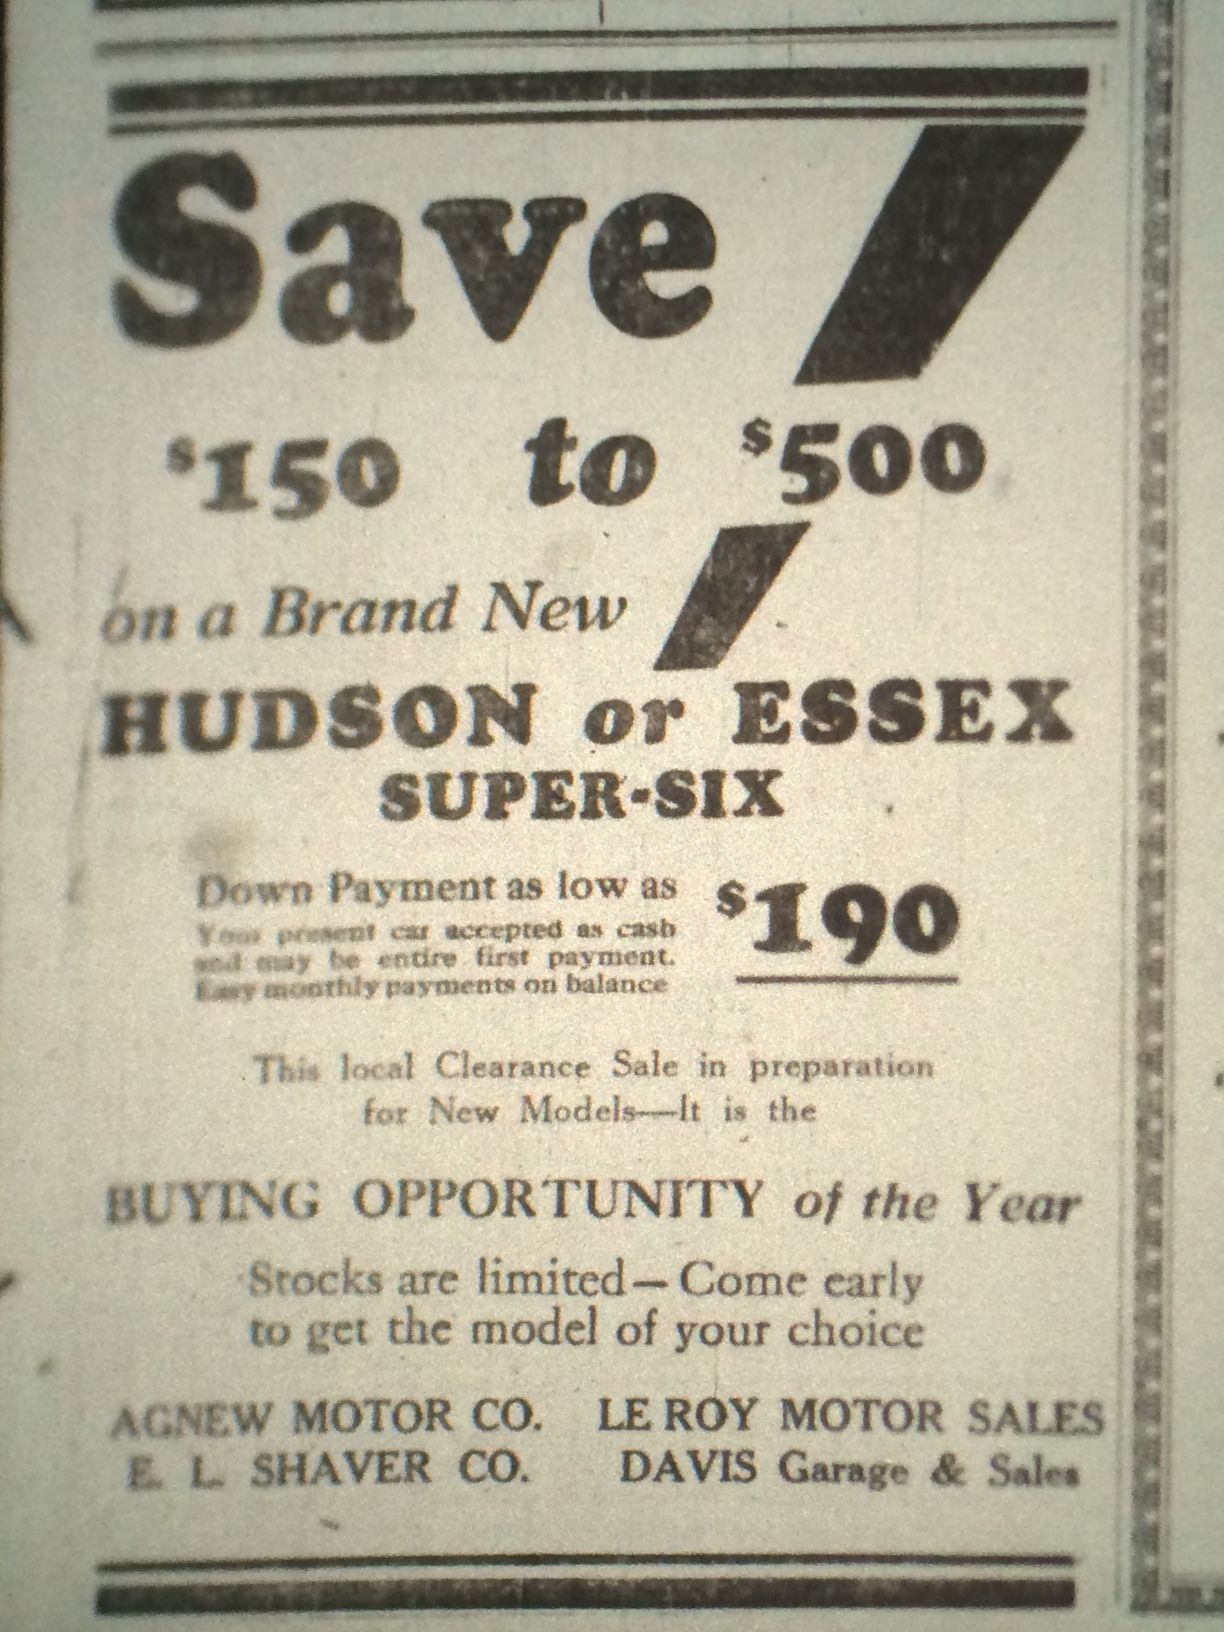 Save
$150 to $500
on a Brand New
HUDSON or ESSEX
SUPER-SIX
Down Payment as low as $190
Your present car accepted as cash
and may be entire first payment.
Easy monthly payments on balance
This local Clearance Sale in preparation
for New Models—It is the
BUYING OPPORTUNITY of the Year
Stocks are limited—Come early
to get the model of your choice
AGNEW MOTOR CO. LE ROY MOTOR SALES
E. L. SHAVER CO. DAVIS Garage & Sales